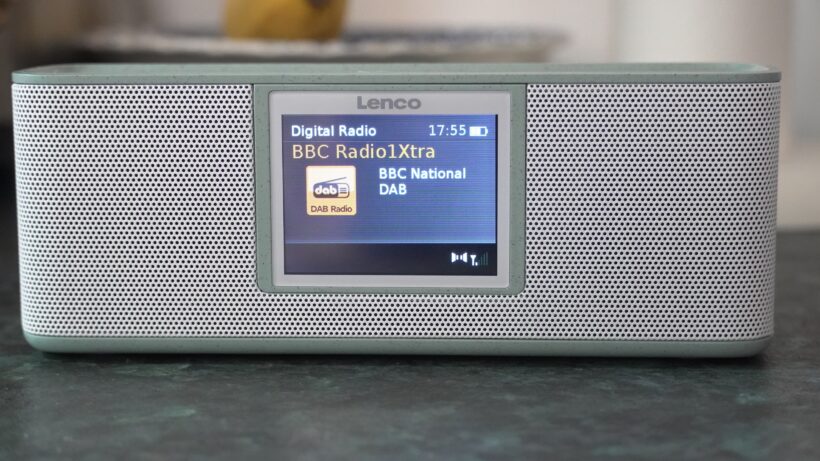 Lenco
Digital Radio 17:55
BBC Radio1Xtra
BBC National
DAB
dab
DAB Radio